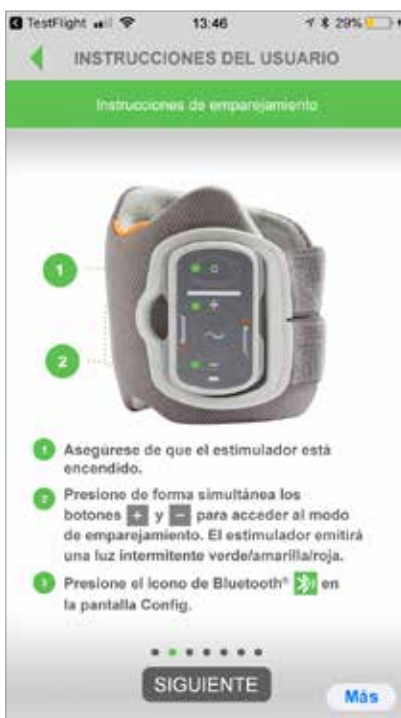 TestFlight 13:46 29%
INSTRUCCIONES DEL USUARIO
Instrucciones de emparejamiento
1
2
1 Asegúrese de que el estimulador está
encendido.
2 Presione de forma simultánea los
botones + y - para acceder al modo
de emparejamiento. El estimulador emitirá
una luz intermitente verde/amarilla/roja.
3 Presione el icono de Bluetooth® en
la pantalla Config.
SIGUIENTE
Más